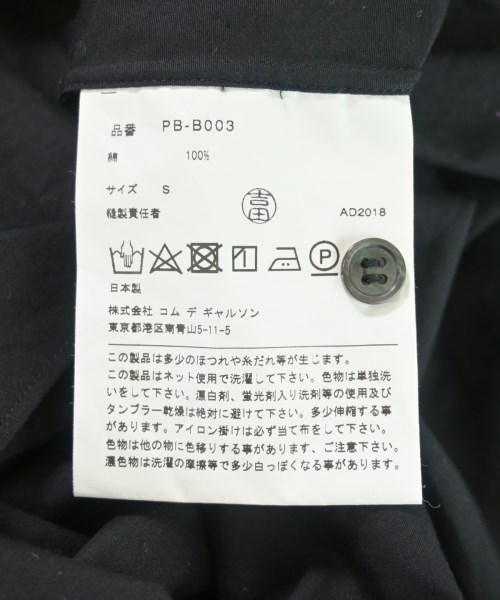 品番 PB-B003
綿 100%
サイズ S
縫製責任者 吉田 AD2018
P
日本製
株式会社 コム デ ギャルソン
東京都港区南青山5-11-5
この製品は多少のほつれや糸だれ等が生じます。
この製品はネット使用で洗濯して下さい。色物は単独洗
いをして下さい。漂白剤、蛍光剤入り洗剤等の使用及び
タンブラー乾燥は絶対に避けて下さい。多少伸縮する事
があります。アイロン掛けは必ず当て布をして下さい。
色物は他の物に色移りする事があります、ご注意下さい。
濃色物は洗濯の摩擦等で多少白っぽくなる事があります。